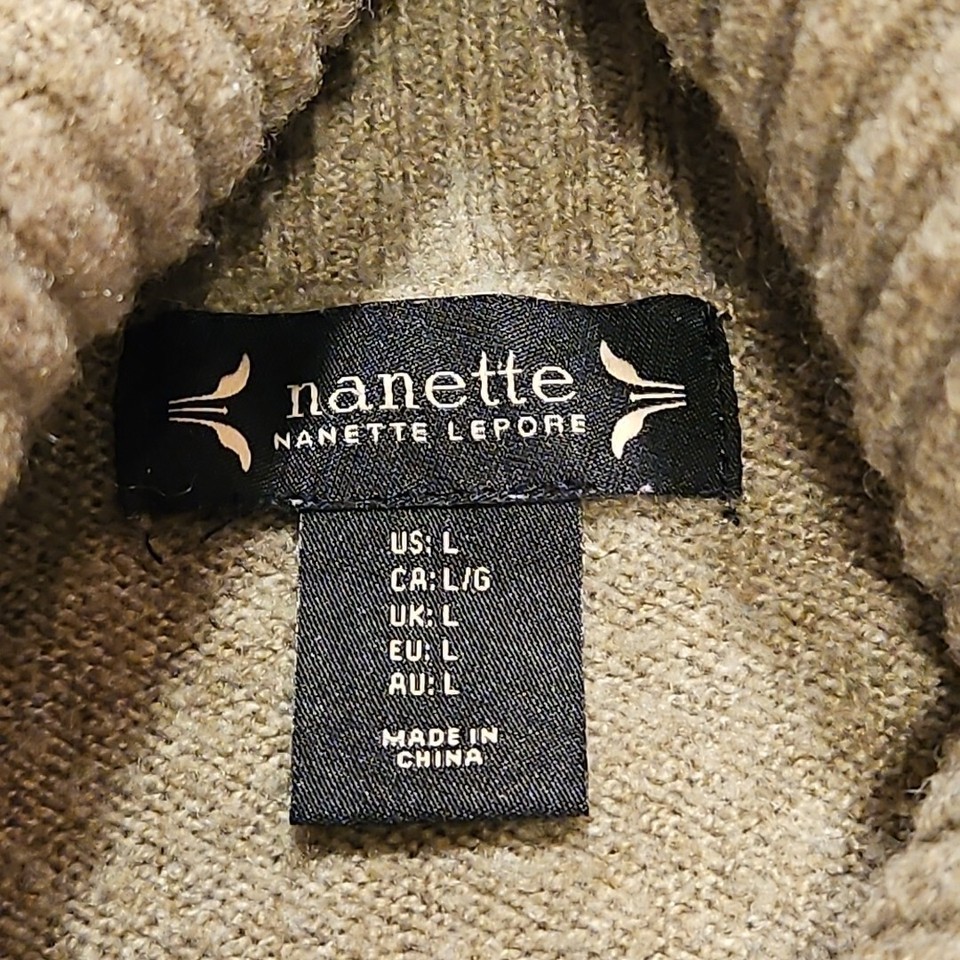 nanette
NANETTE LEPORE
US: L
CA: L/G
UK: L
EU: L
AU: L
MADE IN
CHINA